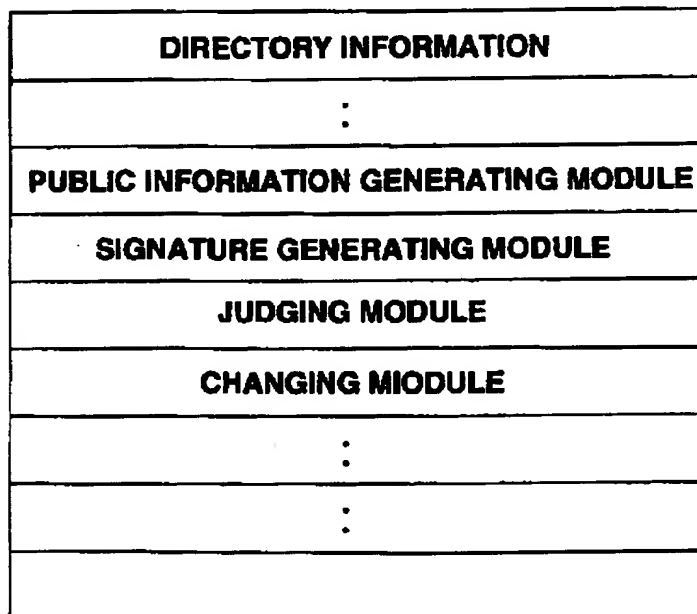 DIRECTORY INFORMATION
:
PUBLIC INFORMATION GENERATING MODULE
SIGNATURE GENERATING MODULE
JUDGING MODULE
CHANGING MIODULE
:
: